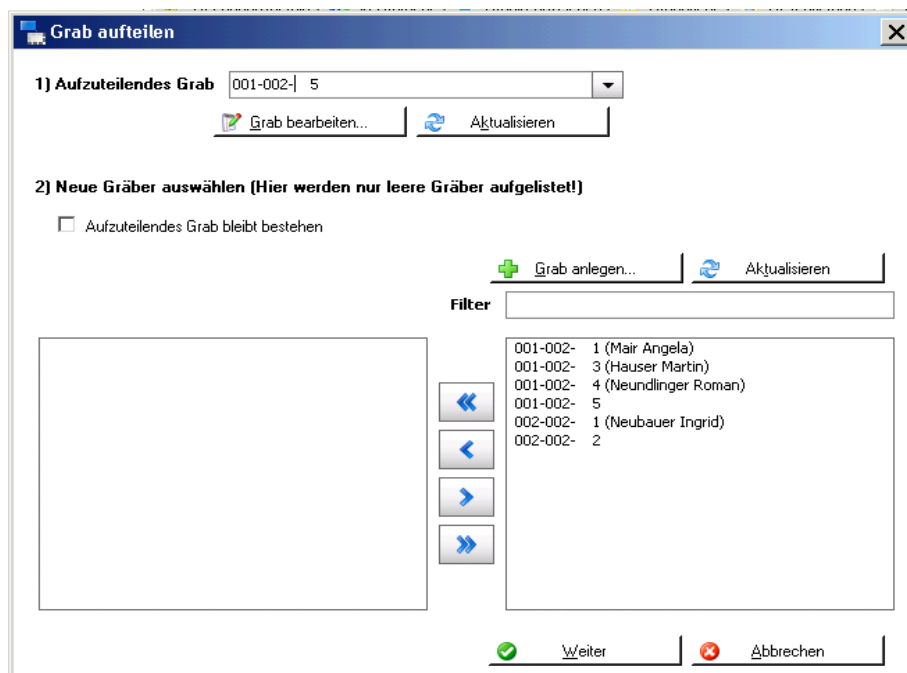 Grab aufteilen
1) Aufzuteilendes Grab 001-002- 5
Grab bearbeiten... Aktualisieren
2) Neue Gräber auswählen (Hier werden nur leere Gräber aufgelistet!)
Aufzuteilendes Grab bleibt bestehen
Grab anlegen... Aktualisieren
Filter
001-002- 1 (Mair Angela)
001-002- 3 (Hauser Martin)
001-002- 4 (Neundlinger Roman)
001-002- 5
002-002- 1 (Neubauer Ingrid)
002-002- 2
Weiter Abbrechen